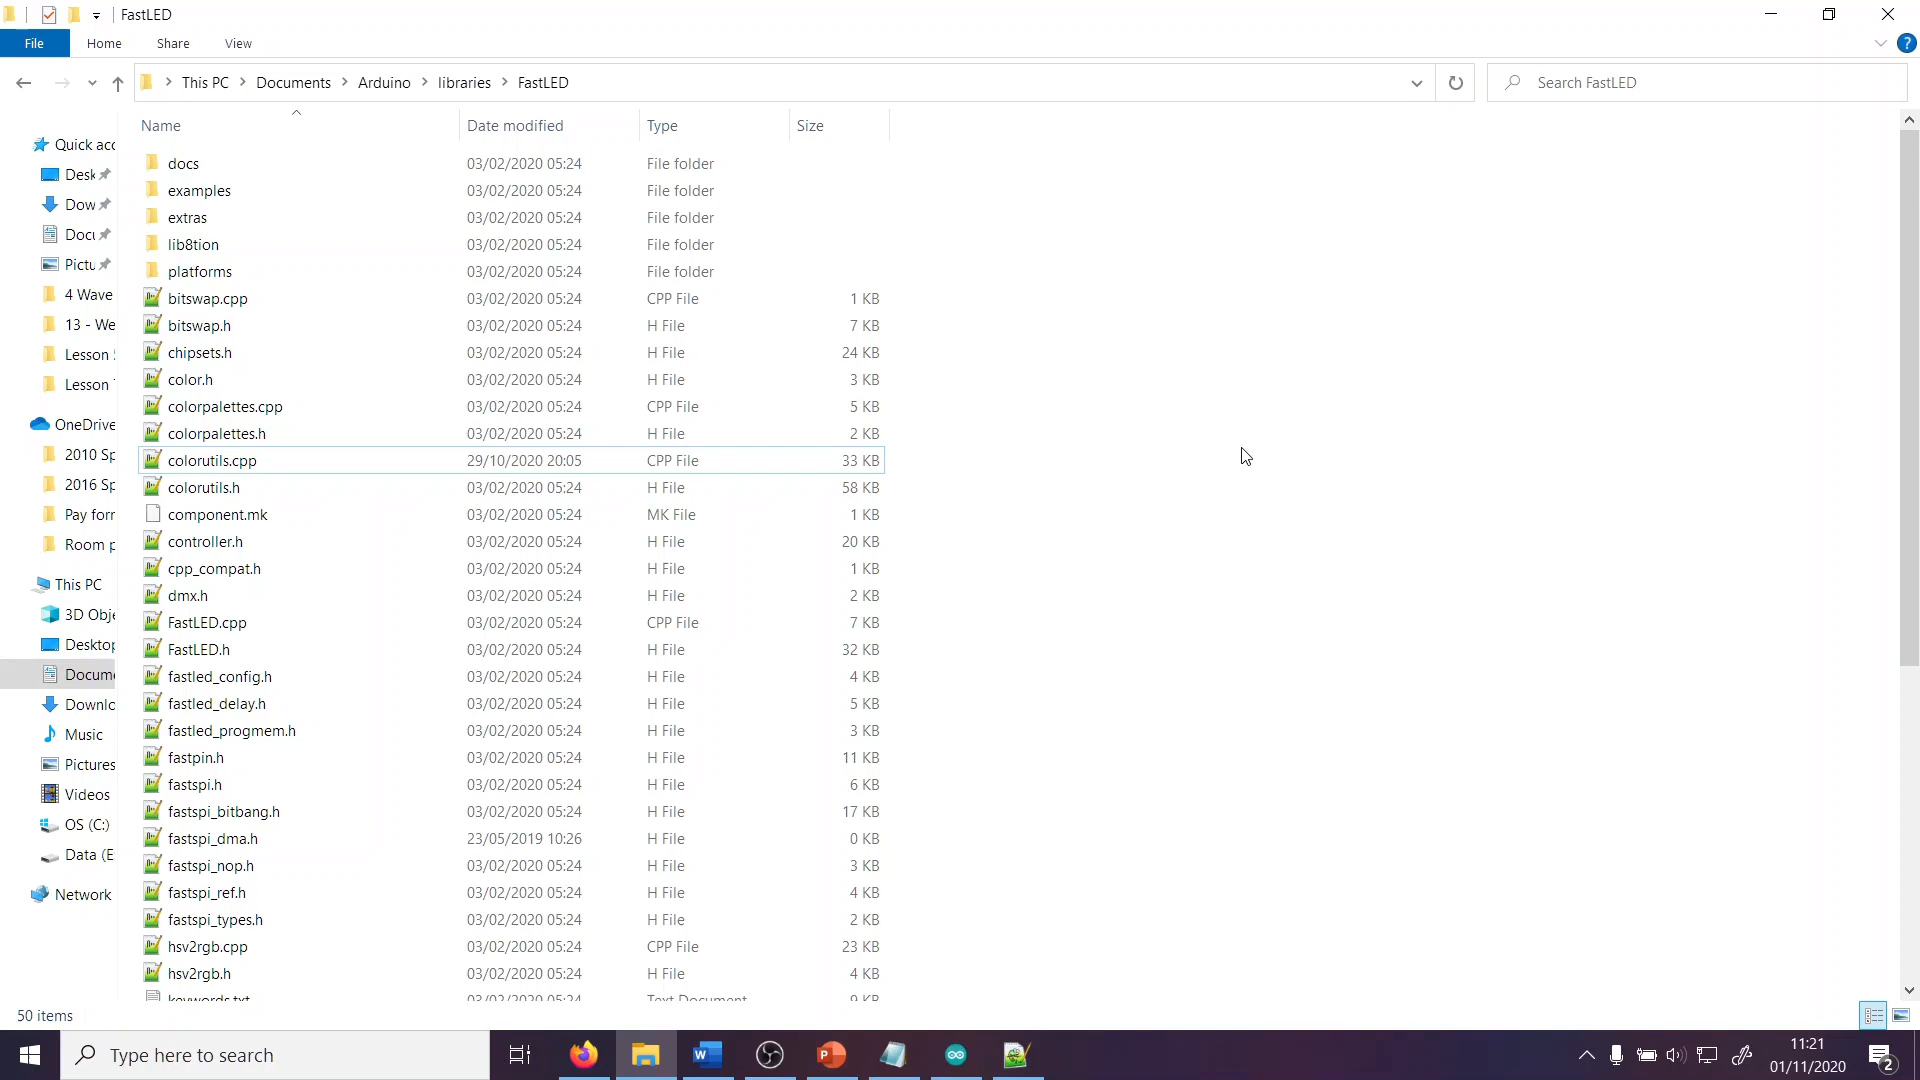 FastLED
File Home Share View
This PC Documents Arduino libraries FastLED
Search FastLED
Name Date modified Type Size
Quick acc
Desk
Dow
Docu
Pictu
4 Wave
13 - We
Lesson
Lesson
OneDrive
2010 Sp
2016 Sp
Pay forr
Room p
This PC
3D Obje
Desktop
Docume
Downlo
Music
Pictures
Videos
OS (C:)
Data (E
Network
docs 03/02/2020 05:24 File folder
examples 03/02/2020 05:24 File folder
extras 03/02/2020 05:24 File folder
lib8tion 03/02/2020 05:24 File folder
platforms 03/02/2020 05:24 File folder
bitswap.cpp 03/02/2020 05:24 CPP File 1 KB
bitswap.h 03/02/2020 05:24 H File 7 KB
chipsets.h 03/02/2020 05:24 H File 24 KB
color.h 03/02/2020 05:24 H File 3 KB
colorpalettes.cpp 03/02/2020 05:24 CPP File 5 KB
colorpalettes.h 03/02/2020 05:24 H File 2 KB
colorutils.cpp 29/10/2020 20:05 CPP File 33 KB
colorutils.h 03/02/2020 05:24 H File 58 KB
component.mk 03/02/2020 05:24 MK File 1 KB
controller.h 03/02/2020 05:24 H File 20 KB
cpp_compat.h 03/02/2020 05:24 H File 1 KB
dmx.h 03/02/2020 05:24 H File 2 KB
FastLED.cpp 03/02/2020 05:24 CPP File 7 KB
FastLED.h 03/02/2020 05:24 H File 32 KB
fastled_config.h 03/02/2020 05:24 H File 4 KB
fastled_delay.h 03/02/2020 05:24 H File 5 KB
fastled_progmem.h 03/02/2020 05:24 H File 3 KB
fastpin.h 03/02/2020 05:24 H File 11 KB
fastspi.h 03/02/2020 05:24 H File 6 KB
fastspi_bitbang.h 03/02/2020 05:24 H File 17 KB
fastspi_dma.h 23/05/2019 10:26 H File 0 KB
fastspi_nop.h 03/02/2020 05:24 H File 3 KB
fastspi_ref.h 03/02/2020 05:24 H File 4 KB
fastspi_types.h 03/02/2020 05:24 H File 2 KB
hsv2rgb.cpp 03/02/2020 05:24 CPP File 23 KB
hsv2rgb.h 03/02/2020 05:24 H File 4 KB
keywords.txt 03/02/2020 05:24 Text Document 9 KB
50 items
Type here to search
11:21
01/11/2020
2